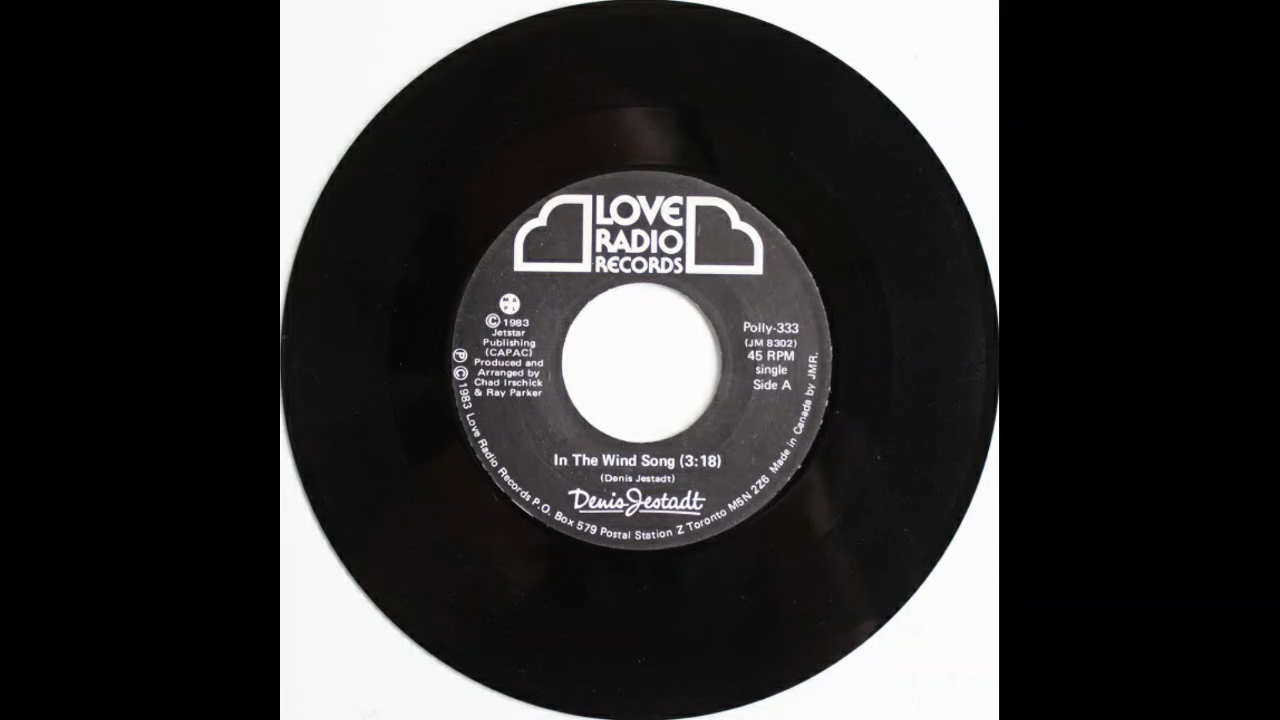 LOVE
RADIO
RECORDS
M A
P L
© 1983
Jetstar
Publishing
(CAPAC)
Produced and
Arranged by
Chad Irschick
& Ray Parker
Polly-333
(JM 8302)
45 RPM
single
Side A
In The Wind Song (3:18)
(Denis Jestadt)
Denis Jestadt
℗ © 1983 Love Radio Records P.O. Box 579 Postal Station Z Toronto M5N 2Z6 Made in Canada by JMR.